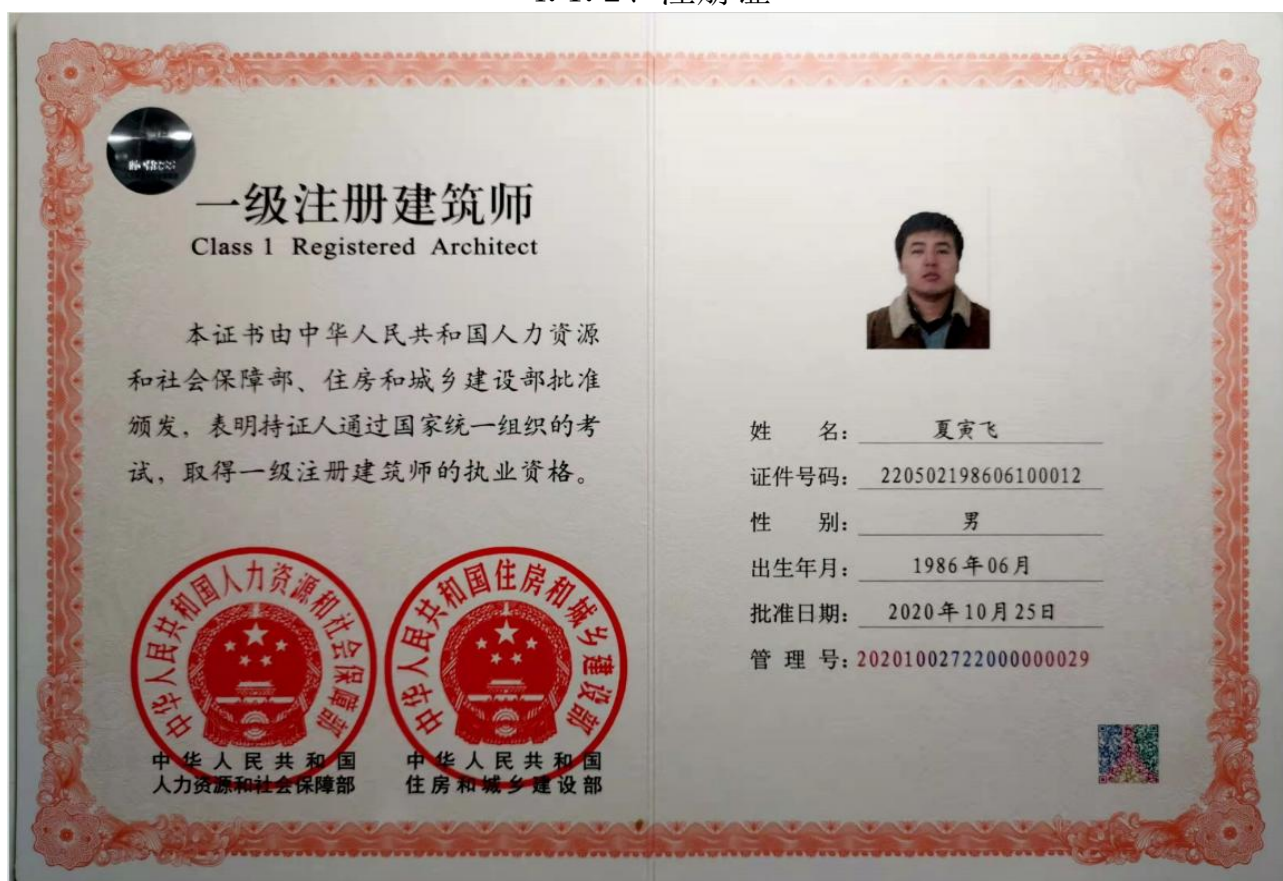 一级注册建筑师
Class 1 Registered Architect
本证书由中华人民共和国人力资源
和社会保障部、住房和城乡建设部批准
颁发，表明持证人通过国家统一组织的考
试，取得一级注册建筑师的执业资格。
中华人民共和国人力资源和社会保障部
中华人民共和国住房和城乡建设部
中华人民共和国
人力资源和社会保障部
中华人民共和国
住房和城乡建设部
姓 名：夏寅飞
证件号码：220502198606100012
性 别：男
出生年月：1986年06月
批准日期：2020年10月25日
管 理 号：20201002722000000029